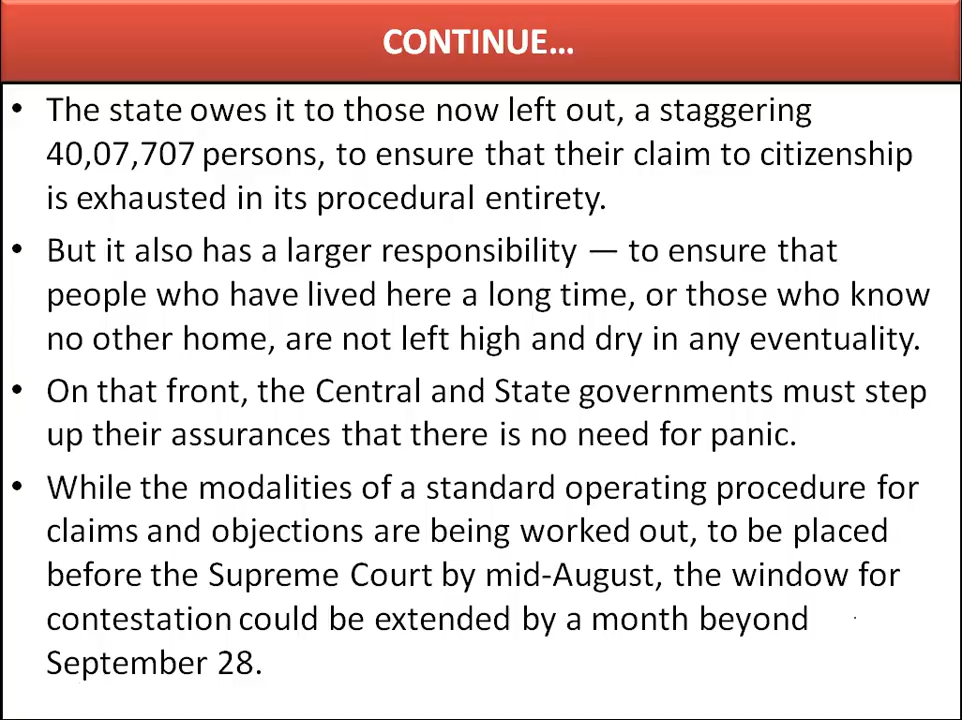 CONTINUE...
• The state owes it to those now left out, a staggering
40,07,707 persons, to ensure that their claim to citizenship
is exhausted in its procedural entirety.
• But it also has a larger responsibility — to ensure that
people who have lived here a long time, or those who know
no other home, are not left high and dry in any eventuality.
• On that front, the Central and State governments must step
up their assurances that there is no need for panic.
• While the modalities of a standard operating procedure for
claims and objections are being worked out, to be placed
before the Supreme Court by mid-August, the window for
contestation could be extended by a month beyond
September 28.